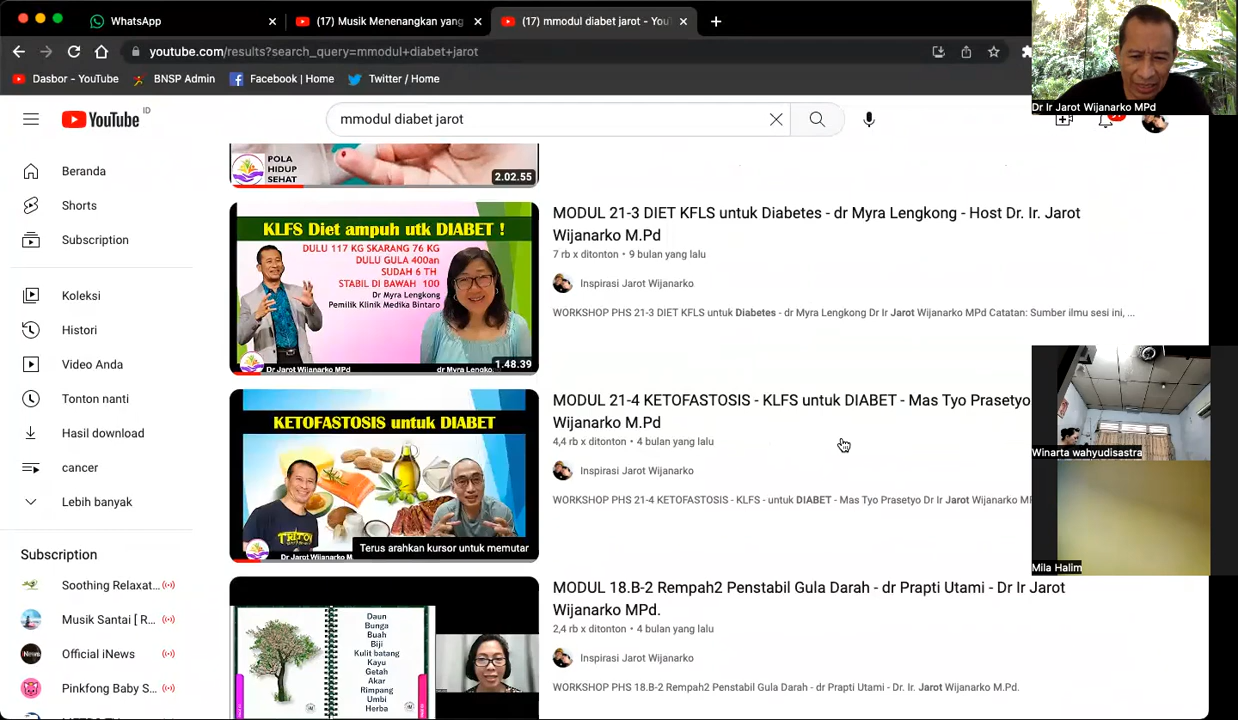 WhatsApp
(17) Musik Menenangkan yang
(17) mmodul diabet jarot - You
youtube.com/results?search_query=mmodul+diabet+jarot
Dasbor - YouTube
BNSP Admin
Facebook | Home
Twitter / Home
Dr Ir Jarot Wijanarko MPd
YouTube ID
mmodul diabet jarot
Beranda
Shorts
Subscription
Koleksi
Histori
Video Anda
Tonton nanti
Hasil download
cancer
Lebih banyak
Subscription
Soothing Relaxat...
Musik Santai [ R...
Official iNews
Pinkfong Baby S...
POLA
HIDUP
SEHAT
2.02.55
KLFS Diet ampuh utk DIABET !
DULU 117 KG SKARANG 76 KG
DULU GULA 400an
SUDAH 6 TH
STABIL DI BAWAH 100
Dr Myra Lengkong
Pemilik Klinik Medika Bintaro
1.48.39
Dr Jarot Wijanarko MPd
dr Myra Lengko
MODUL 21-3 DIET KFLS untuk Diabetes - dr Myra Lengkong - Host Dr. Ir. Jarot
Wijanarko M.Pd
7 rb x ditonton • 9 bulan yang lalu
Inspirasi Jarot Wijanarko
WORKSHOP PHS 21-3 DIET KFLS untuk Diabetes - dr Myra Lengkong Dr Ir Jarot Wijanarko MPd Catatan: Sumber ilmu sesi ini, ...
KETOFASTOSIS untuk DIABET
TRITON
Terus arahkan kursor untuk memutar
Dr Jarot Wijanarko M
MODUL 21-4 KETOFASTOSIS - KLFS untuk DIABET - Mas Tyo Prasetyo
Wijanarko M.Pd
4,4 rb x ditonton • 4 bulan yang lalu
Inspirasi Jarot Wijanarko
WORKSHOP PHS 21-4 KETOFASTOSIS - KLFS - untuk DIABET - Mas Tyo Prasetyo Dr Ir Jarot Wijanarko M
Winarta wahyudisastra
Mila Halim
Daun
Bunga
Buah
Biji
Kulit batang
Kayu
Getah
Akar
Rimpang
Umbi
Herba
MODUL 18.B-2 Rempah2 Penstabil Gula Darah - dr Prapti Utami - Dr Ir Jarot
Wijanarko MPd.
2,4 rb x ditonton • 4 bulan yang lalu
Inspirasi Jarot Wijanarko
WORKSHOP PHS 18.B-2 Rempah2 Penstabil Gula Darah - dr Prapti Utami - Dr. Ir. Jarot Wijanarko M.Pd.